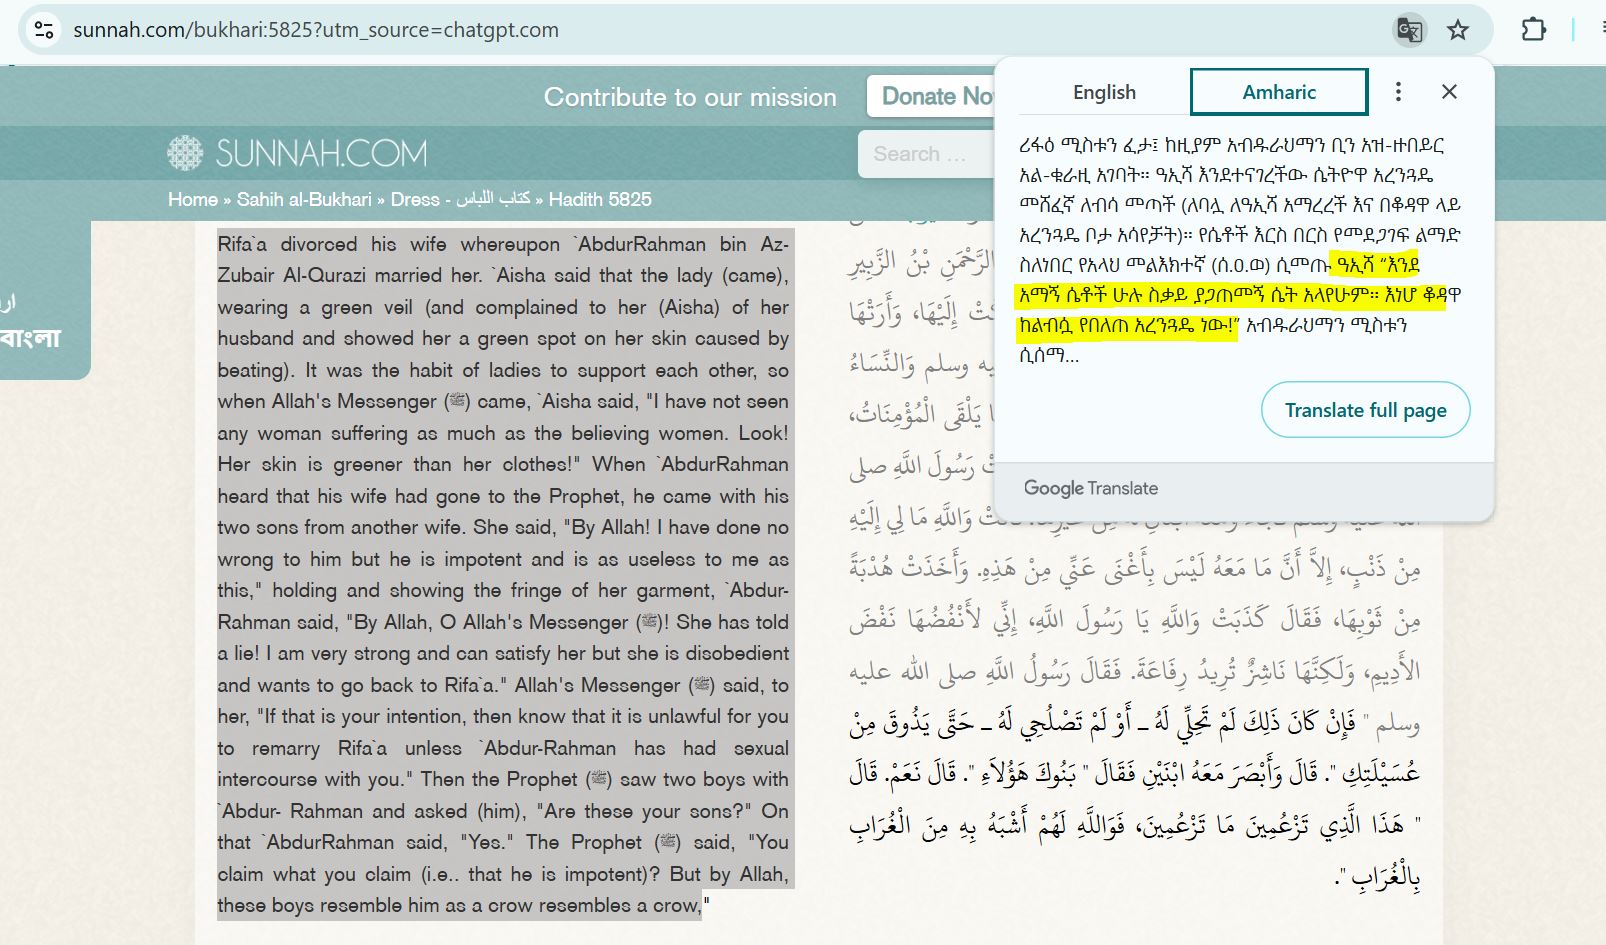 sunnah.com/bukhari:5825?utm_source=chatgpt.com
Contribute to our mission
Donate No
SUNNAH.COM
Search ...
Home » Sahih al-Bukhari » Dress - كتاب اللباس » Hadith 5825
বাংলা
Rifa`a divorced his wife whereupon `AbdurRahman bin Az-
Zubair Al-Qurazi married her. `Aisha said that the lady (came),
wearing a green veil (and complained to her (Aisha) of her
husband and showed her a green spot on her skin caused by
beating). It was the habit of ladies to support each other, so
when Allah's Messenger (ﷺ) came, `Aisha said, "I have not seen
any woman suffering as much as the believing women. Look!
Her skin is greener than her clothes!" When `AbdurRahman
heard that his wife had gone to the Prophet, he came with his
two sons from another wife. She said, "By Allah! I have done no
wrong to him but he is impotent and is as useless to me as
this," holding and showing the fringe of her garment, `Abdur-
Rahman said, "By Allah, O Allah's Messenger (ﷺ)! She has told
a lie! I am very strong and can satisfy her but she is disobedient
and wants to go back to Rifa`a." Allah's Messenger (ﷺ) said, to
her, "If that is your intention, then know that it is unlawful for you
to remarry Rifa`a unless `Abdur-Rahman has had sexual
intercourse with you." Then the Prophet (ﷺ) saw two boys with
`Abdur- Rahman and asked (him), "Are these your sons?" On
that `AbdurRahman said, "Yes." The Prophet (ﷺ) said, "You
claim what you claim (i.e.. that he is impotent)? But by Allah,
these boys resemble him as a crow resembles a crow,"
الرَّحْمَنِ بْنُ الزَّبِيرِ
إِلَيْهَا، وَأَرَتْهَا
وسلم وَالنِّسَاءُ
يَلْقَى الْمُؤْمِنَاتُ،
رَسُولَ اللَّهِ صلى
وَاللَّهِ مَا لِي إِلَيْهِ
مِنْ ذَنْبٍ، إِلاَّ أَنَّ مَا مَعَهُ لَيْسَ بِأَغْنَى عَنِّي مِنْ هَذِهِ. وَأَخَذَتْ هُدْبَةً
مِنْ ثَوْبِهَا، فَقَالَ كَذَبَتْ وَاللَّهِ يَا رَسُولَ اللَّهِ، إِنِّي لأَنْفُضُهَا نَفْضَ
الأَدِيمِ، وَلَكِنَّهَا نَاشِزٌ تُرِيدُ رِفَاعَةَ. فَقَالَ رَسُولُ اللَّهِ صلى الله عليه
وسلم " فَإِنْ كَانَ ذَلِكَ لَمْ تَحِلِّي لَهُ ـ أَوْ لَمْ تَصْلُحِي لَهُ ـ حَتَّى يَذُوقَ مِنْ
عُسَيْلَتِكِ ". قَالَ وَأَبْصَرَ مَعَهُ ابْنَيْنِ فَقَالَ " بَنُوكَ هَؤُلاَءِ ". قَالَ نَعَمْ. قَالَ
" هَذَا الَّذِي تَزْعُمِينَ مَا تَزْعُمِينَ، فَوَاللَّهِ لَهُمْ أَشْبَهُ بِهِ مِنَ الْغُرَابِ
بِالْغُرَابِ ".
English
Amharic
ሪፋዕ ሚስቱን ፈታ፤ ከዚያም አብዱራህማን ቢን አዝ-ዙበይር
አል-ቁራዚ አገባት። ዓኢሻ እንደተናገረችው ሴትዮዋ አረንጓዴ
መሸፈኛ ለብሳ መጣች (ለባሏ ለዓኢሻ አማረረች እና በቆዳዋ ላይ
አረንጓዴ ቦታ አሳየቻት)። የሴቶች እርስ በርስ የመደጋገፍ ልማድ
ስለነበር የአላህ መልእክተኛ (ሰ.ዐ.ወ) ሲመጡ ዓኢሻ “እንደ
አማኝ ሴቶች ሁሉ ስቃይ ያጋጠመኝ ሴት አላየሁም። እነሆ ቆዳዋ
ከልብሷ የበለጠ አረንጓዴ ነው!” አብዱራህማን ሚስቱን
ሲሰማ...
Translate full page
Google Translate